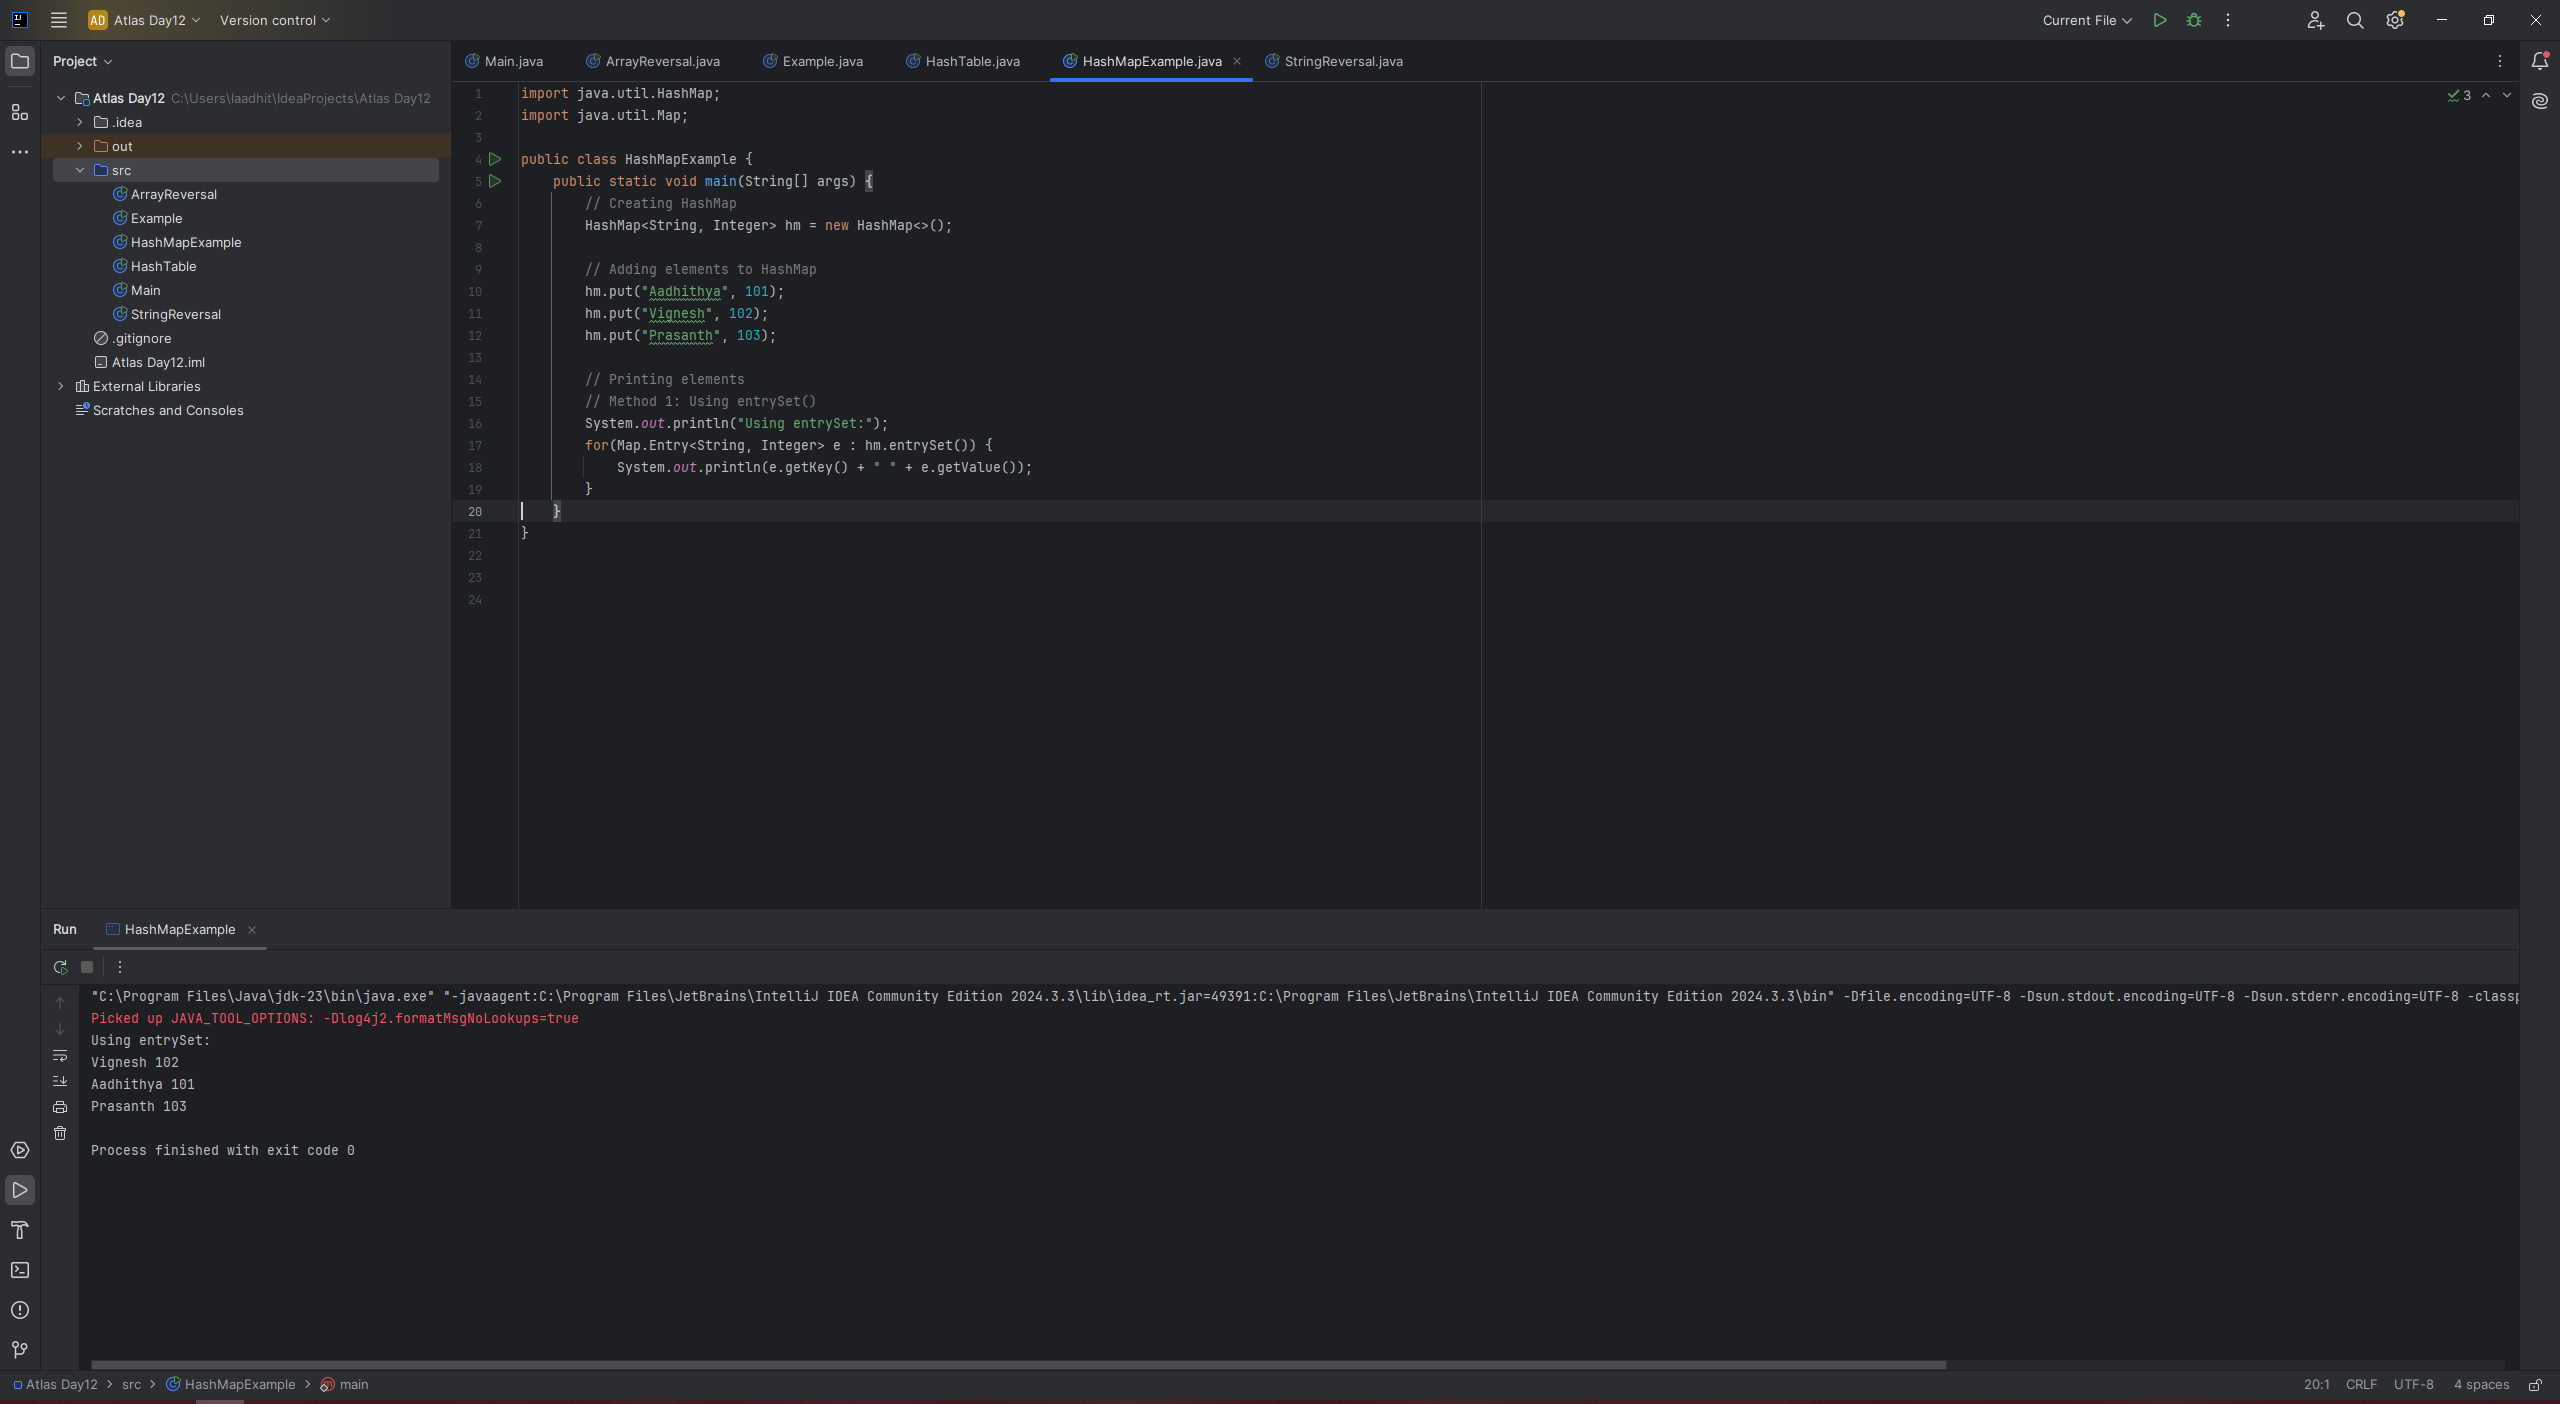 AD Atlas Day12 Version control Current File
Project
Main.java ArrayReversal.java Example.java HashTable.java HashMapExample.java StringReversal.java
Atlas Day12 C:\Users\laadhit\IdeaProjects\Atlas Day12
.idea
out
src
ArrayReversal
Example
HashMapExample
HashTable
Main
StringReversal
.gitignore
Atlas Day12.iml
External Libraries
Scratches and Consoles
3
1 import java.util.HashMap;
2 import java.util.Map;
3
4 public class HashMapExample {
5 public static void main(String[] args) {
6 // Creating HashMap
7 HashMap<String, Integer> hm = new HashMap<>();
8
9 // Adding elements to HashMap
10 hm.put("Aadhithya", 101);
11 hm.put("Vignesh", 102);
12 hm.put("Prasanth", 103);
13
14 // Printing elements
15 // Method 1: Using entrySet()
16 System.out.println("Using entrySet:");
17 for(Map.Entry<String, Integer> e : hm.entrySet()) {
18 System.out.println(e.getKey() + " " + e.getValue());
19 }
20 }
21 }
22
23
24
Run HashMapExample
"C:\Program Files\Java\jdk-23\bin\java.exe" "-javaagent:C:\Program Files\JetBrains\IntelliJ IDEA Community Edition 2024.3.3\lib\idea_rt.jar=49391:C:\Program Files\JetBrains\IntelliJ IDEA Community Edition 2024.3.3\bin" -Dfile.encoding=UTF-8 -Dsun.stdout.encoding=UTF-8 -Dsun.stderr.encoding=UTF-8 -classp
Picked up JAVA_TOOL_OPTIONS: -Dlog4j2.formatMsgNoLookups=true
Using entrySet:
Vignesh 102
Aadhithya 101
Prasanth 103
Process finished with exit code 0
Atlas Day12 > src > HashMapExample > main 20:1 CRLF UTF-8 4 spaces